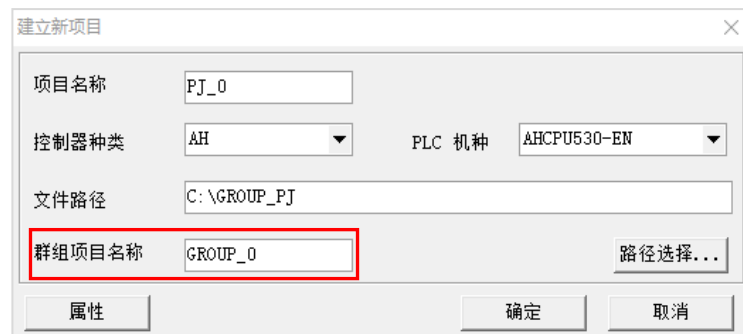 建立新项目
项目名称 PJ_0
控制器种类 AH PLC 机种 AHCPU530-EN
文件路径 C:\GROUP_PJ
群组项目名称 GROUP_0 路径选择...
属性 确定 取消